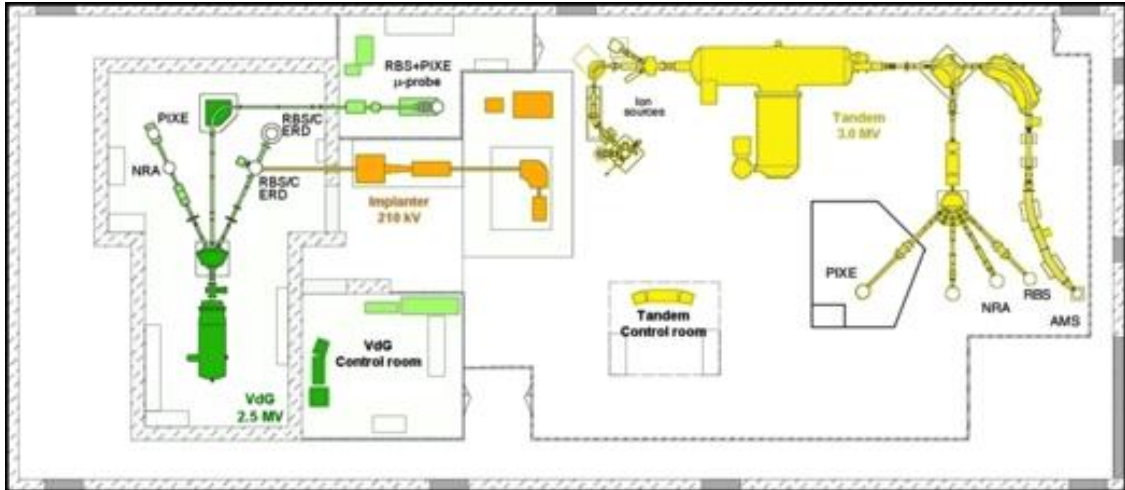 RBS+PIXE
μ-probe
PIXE
RBS/C
ERD
NRA
RBS/C
ERD
Implanter
210 kV
Ion
sources
Tandem
3.0 MV
PIXE
NRA
RBS
AMS
Tandem
Control room
VdG
Control room
VdG
2.5 MV